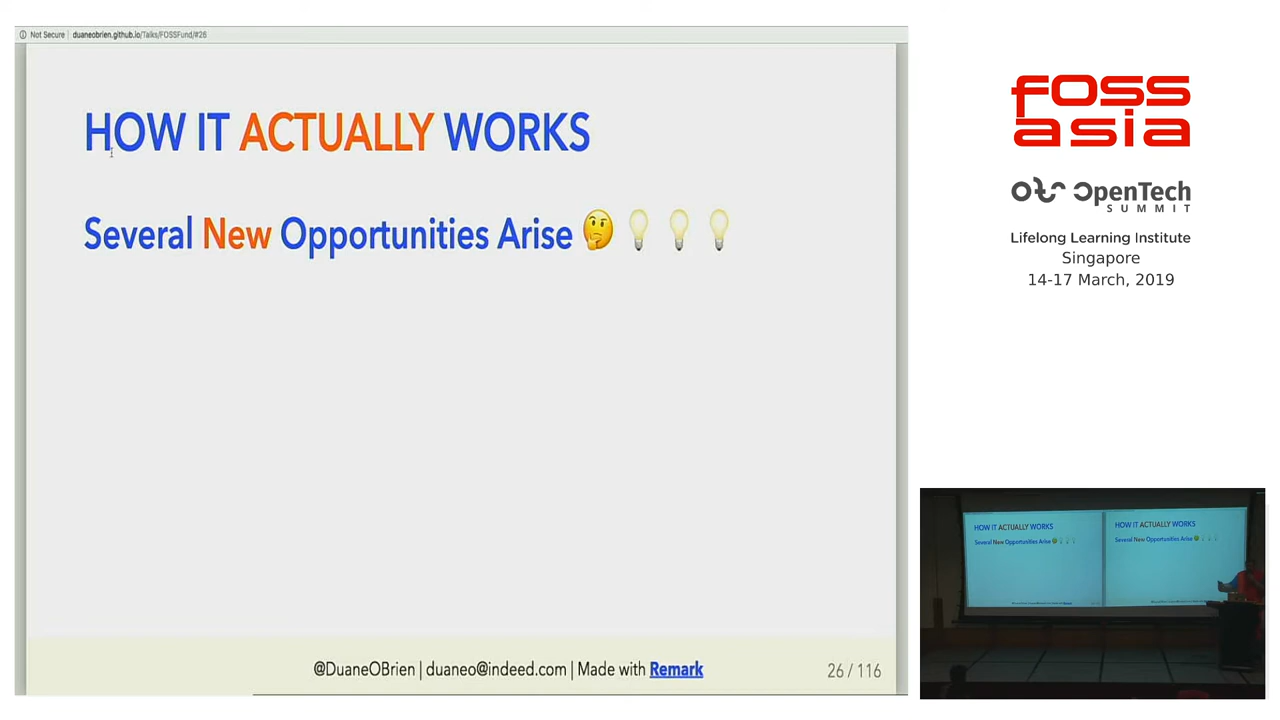 Not Secure | duaneobrien.github.io/Talks/FOSSFund/#26
HOW IT ACTUALLY WORKS
Several New Opportunities Arise 🤔 💡 💡 💡
@DuaneOBrien | duaneo@indeed.com | Made with Remark
26 / 116
FOSS
asia
OpenTech
SUMMIT
Lifelong Learning Institute
Singapore
14-17 March, 2019
HOW IT ACTUALLY WORKS
Several New Opportunities Arise
HOW IT ACTUALLY WORKS
Several New Opportunities Arise